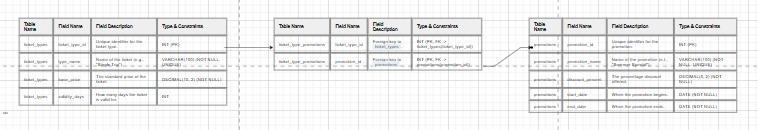 Table Name Field Name Field Description Type & Constraints
ticket_types ticket_type_id Unique identifier for the ticket type. INT (PK)
ticket_types type_name Name of the ticket (e.g., VARCHAR(100) (NOT NULL, UNIQUE)
ticket_types base_price The standard price of the ticket. DECIMAL(10, 2) (NOT NULL)
ticket_types validity_days How many days the ticket is valid for. INT
Table Name Field Name Field Description Type & Constraints
ticket_type_promotions ticket_type_id Foreign key to ticket_types INT (PK, FK -> ticket_types(ticket_type_id)
ticket_type_promotions promotion_id Foreign key to promotions INT (PK, FK -> promotions(promotion_id)
Table Name Field Name Field Description Type & Constraints
promotions promotion_id Unique identifier for the promotion. INT (PK)
promotions promotion_name Name of the promotion (e.g., VARCHAR(100) (NOT NULL, UNIQUE)
promotions discount_percent The percentage discount offered. DECIMAL(5, 2) (NOT NULL)
promotions start_date When the promotion begins. DATE (NOT NULL)
promotions end_date When the promotion ends. DATE (NOT NULL)